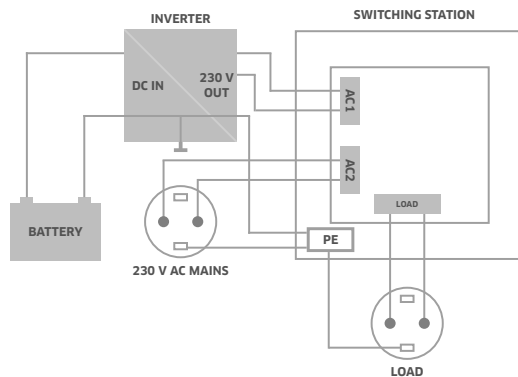 INVERTER
SWITCHING STATION
DC IN
230 V
OUT
AC1
AC2
LOAD
BATTERY
PE
230 V AC MAINS
LOAD